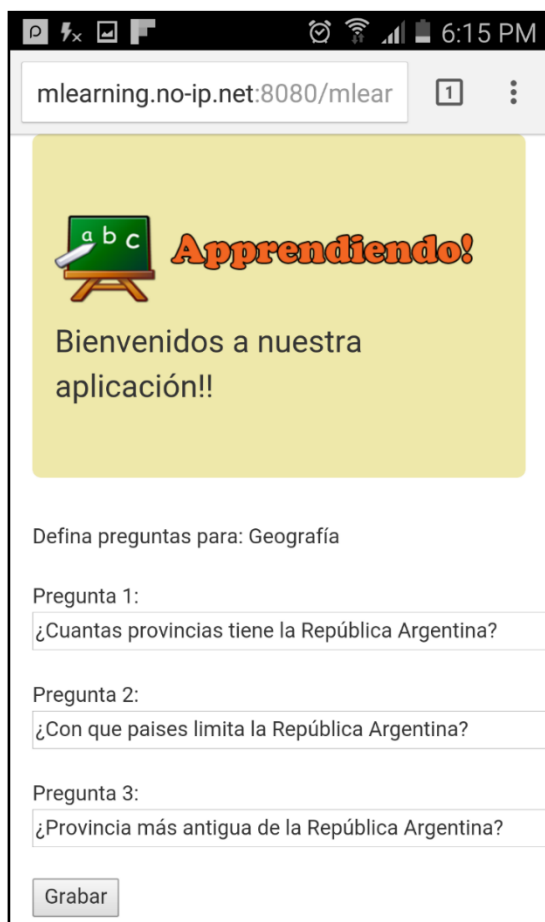 6:15 PM
mlearning.no-ip.net:8080/mlear
1
a b c
Apprendiendo!
Bienvenidos a nuestra
aplicación!!
Defina preguntas para: Geografía
Pregunta 1:
¿Cuantas provincias tiene la República Argentina?
Pregunta 2:
¿Con que paises limita la República Argentina?
Pregunta 3:
¿Provincia más antigua de la República Argentina?
Grabar